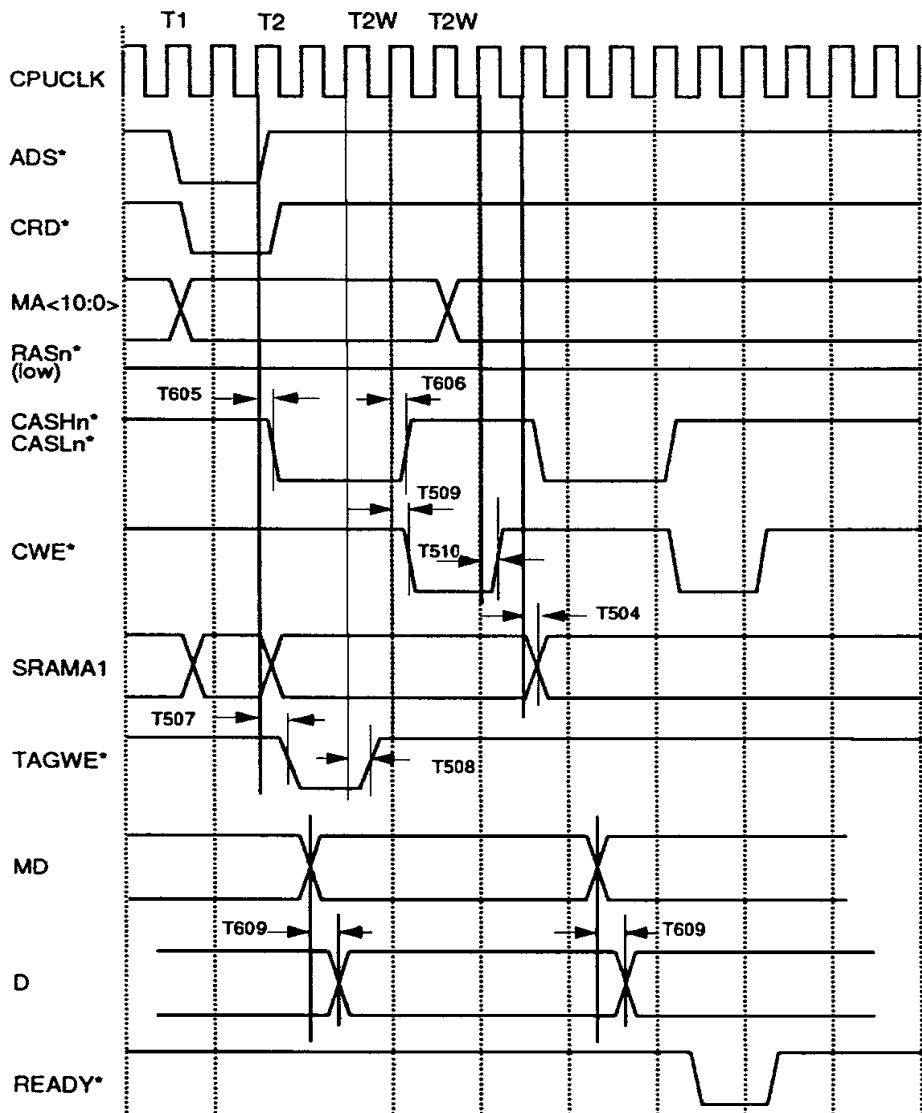 T1 T2 T2W T2W
CPUCLK
ADS*
CRD*
MA<10:0>
RASn*
(low)
T605 T606
CASHn*
CASLn*
T509
CWE* T510
T504
SRAMA1
T507
TAGWE* T508
MD
T609 T609
D
READY*